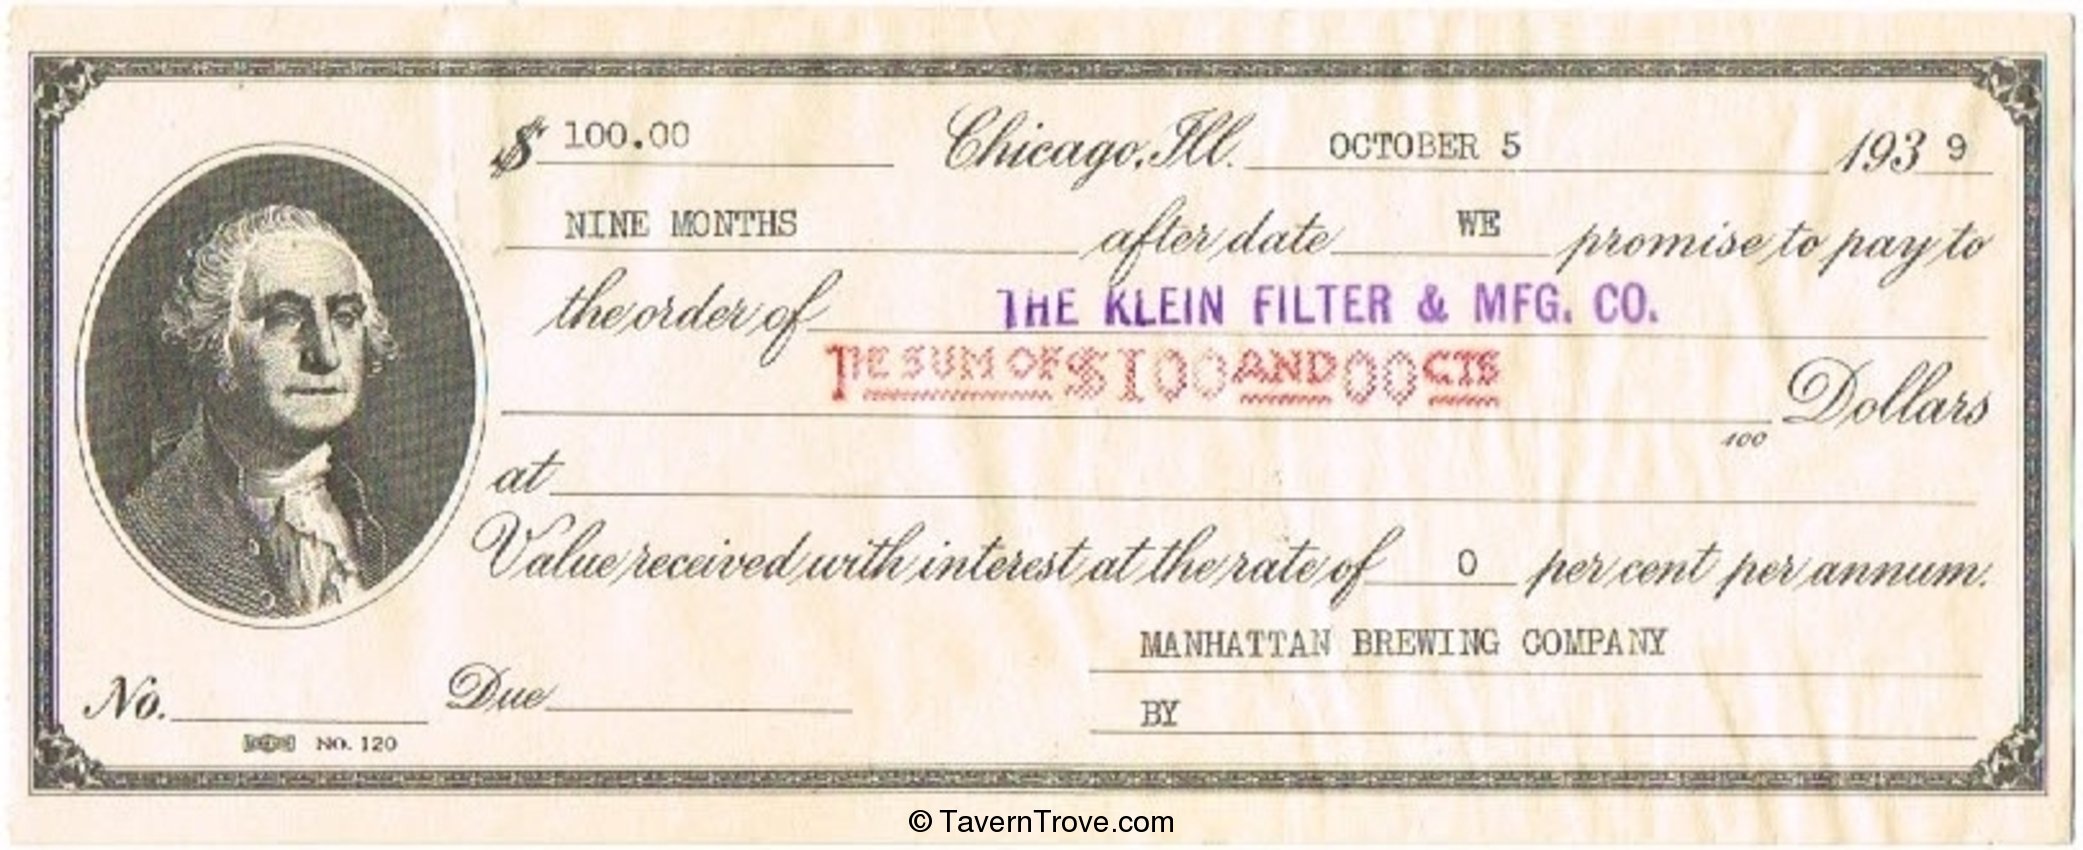 $ 100.00 Chicago, Ill. OCTOBER 5 1939
NINE MONTHS after date WE promise to pay to
the order of THE KLEIN FILTER & MFG. CO.
THE SUM OF $100 AND 00 CTS
100 Dollars
at
Value received with interest at the rate of 0 per cent per annum.
MANHATTAN BREWING COMPANY
No. Due
BY
NO. 120
© TavernTrove.com